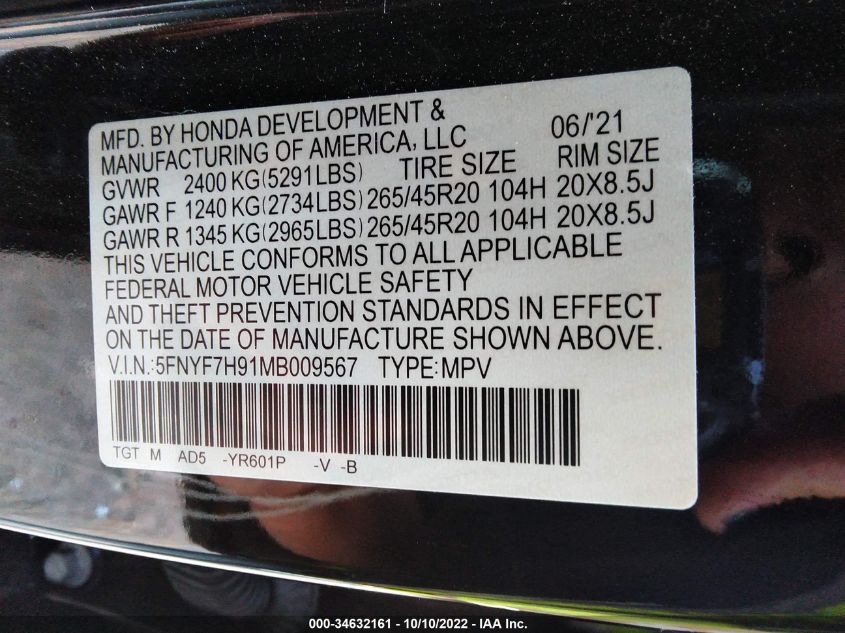 MFD. BY HONDA DEVELOPMENT & 06/'21
MANUFACTURING OF AMERICA, LLC
TIRE SIZE RIM SIZE
GVWR 2400 KG(5291LBS)
GAWR F 1240 KG(2734LBS) 265/45R20 104H 20X8.5J
GAWR R 1345 KG(2965LBS) 265/45R20 104H 20X8.5J
THIS VEHICLE CONFORMS TO ALL APPLICABLE
FEDERAL MOTOR VEHICLE SAFETY
AND THEFT PREVENTION STANDARDS IN EFFECT
ON THE DATE OF MANUFACTURE SHOWN ABOVE.
V.I.N.:5FNYF7H91MB009567 TYPE:MPV
TGT M AD5 -YR601P -V -B
000-34632161 - 10/10/2022 - IAA Inc.